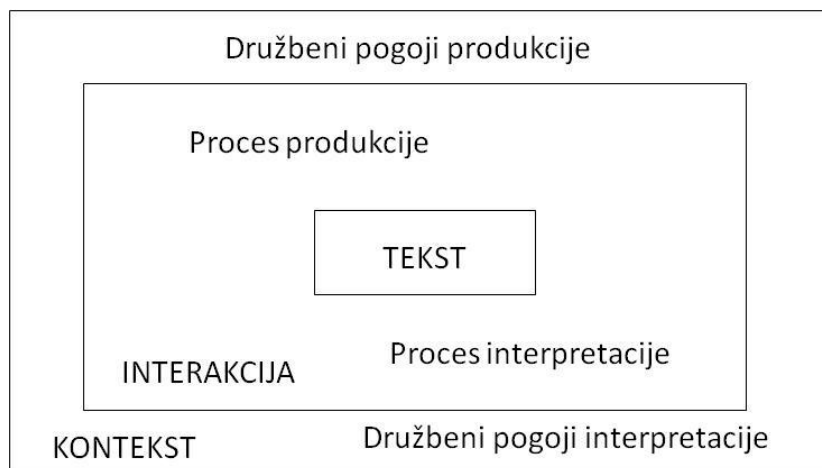 Družbeni pogoji produkcije
Proces produkcije
TEKST
Proces interpretacije
INTERAKCIJA
Družbeni pogoji interpretacije
KONTEKST